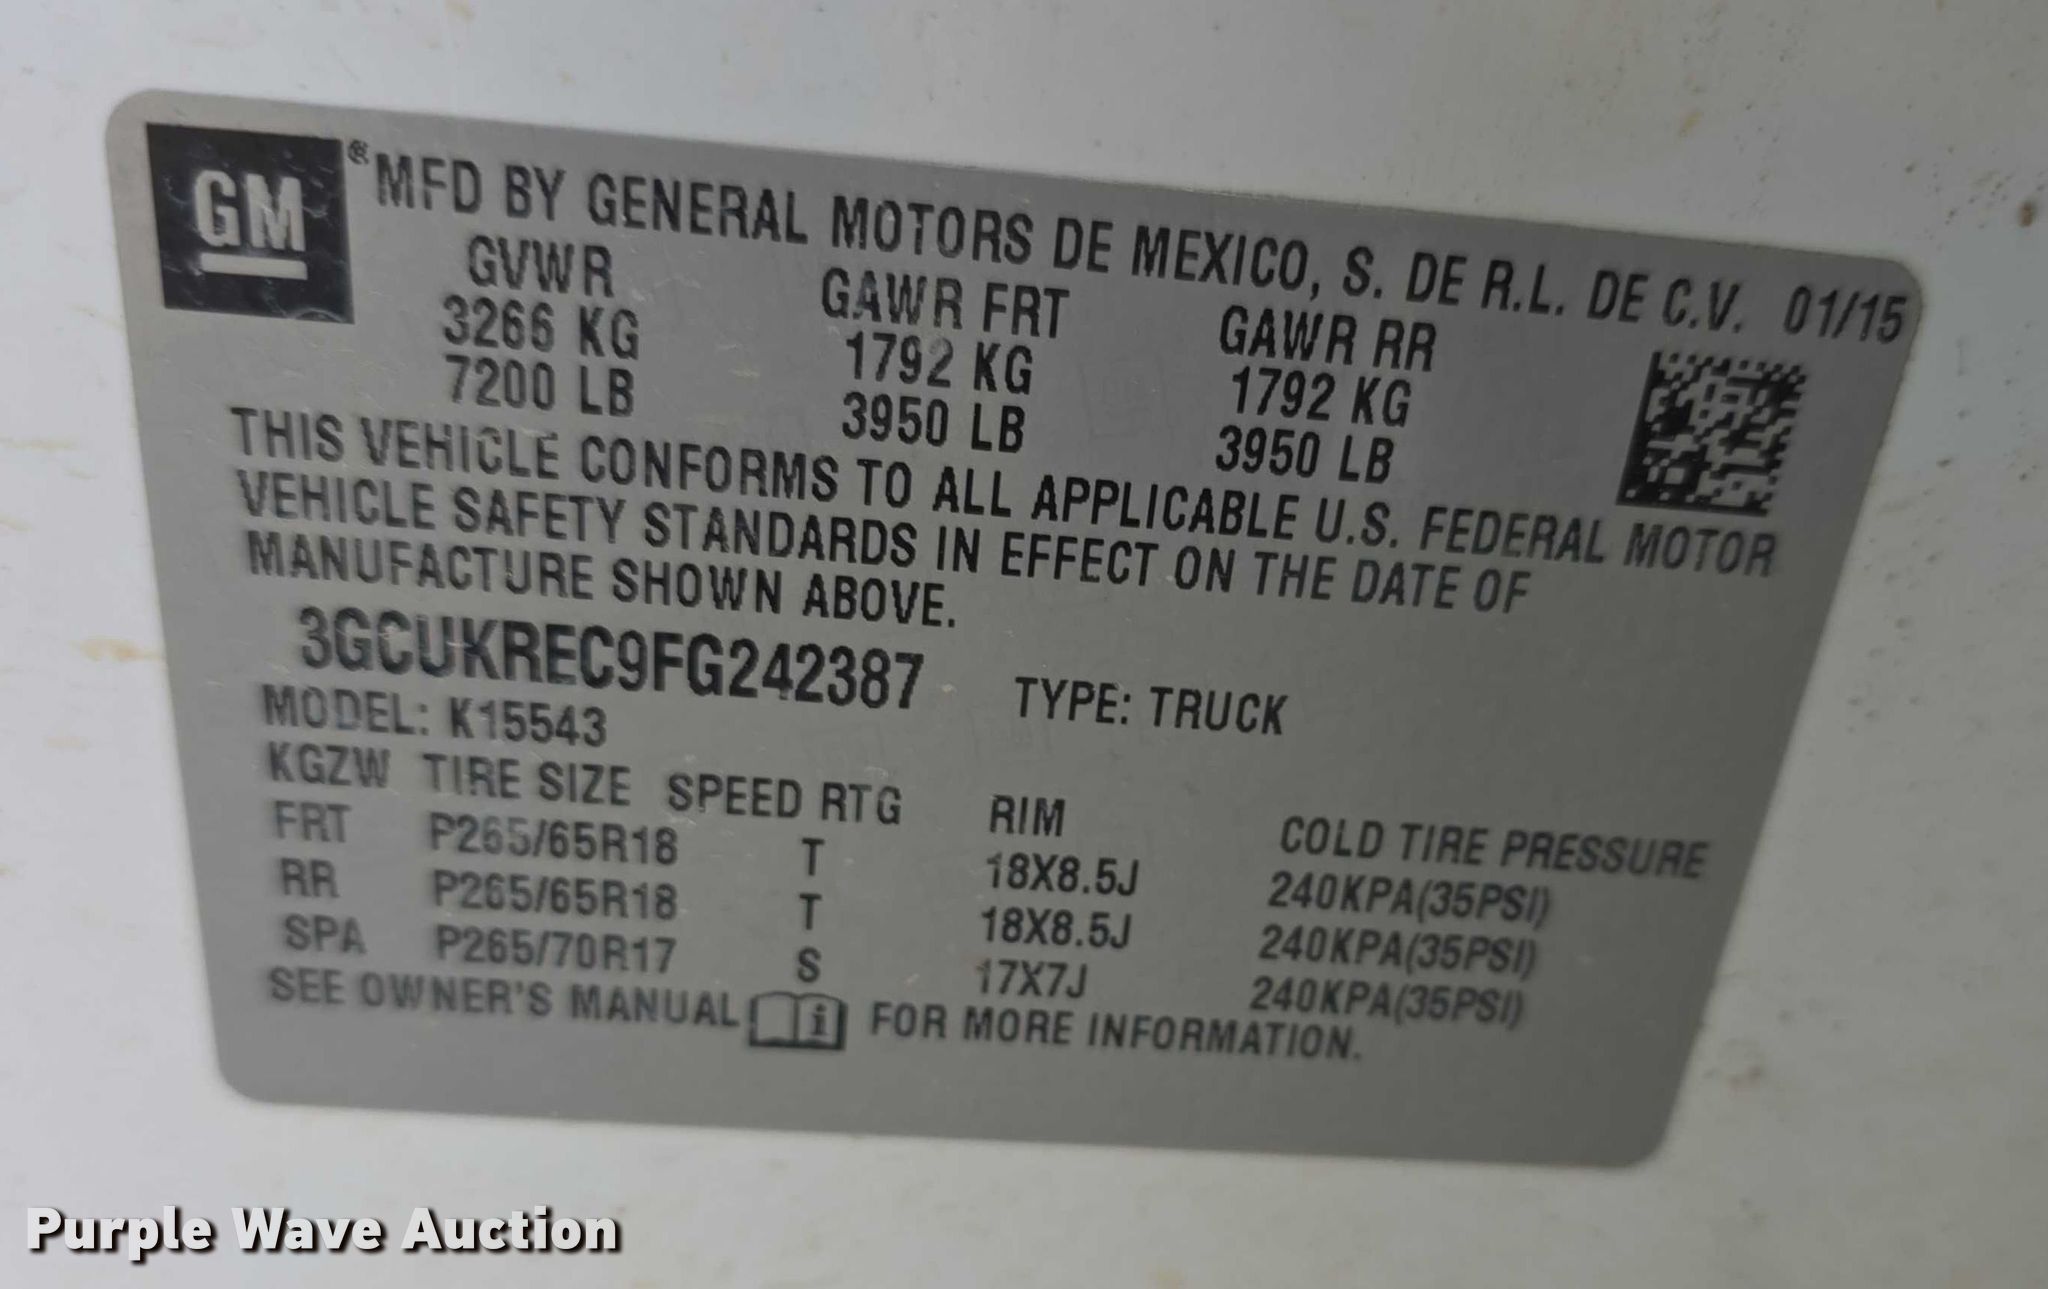 GM® MFD BY GENERAL MOTORS DE MEXICO, S. DE R.L. DE C.V. 01/15
GVWR GAWR FRT GAWR RR
3266 KG 1792 KG 1792 KG
7200 LB 3950 LB 3950 LB
THIS VEHICLE CONFORMS TO ALL APPLICABLE U.S. FEDERAL MOTOR
VEHICLE SAFETY STANDARDS IN EFFECT ON THE DATE OF
MANUFACTURE SHOWN ABOVE.
3GCUKREC9FG242387 TYPE: TRUCK
MODEL: K15543
KGZW TIRE SIZE SPEED RTG RIM COLD TIRE PRESSURE
FRT P265/65R18 T 18X8.5J 240KPA(35PSI)
RR P265/65R18 T 18X8.5J 240KPA(35PSI)
SPA P265/70R17 S 17X7J 240KPA(35PSI)
SEE OWNER'S MANUAL i FOR MORE INFORMATION.
Purple Wave Auction